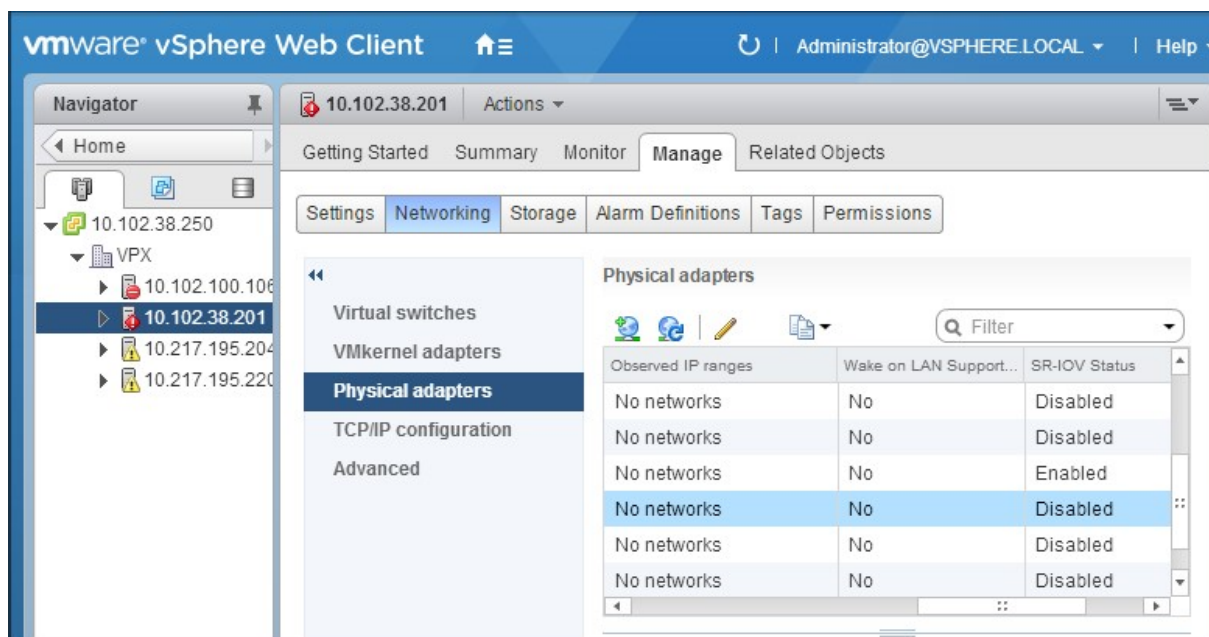 vmware® vSphere Web Client
Administrator@VSPHERE.LOCAL
Help
Navigator
Home
10.102.38.250
VPX
10.102.100.106
10.102.38.201
10.217.195.204
10.217.195.220
10.102.38.201 Actions
Getting Started Summary Monitor Manage Related Objects
Settings Networking Storage Alarm Definitions Tags Permissions
Virtual switches
VMkernel adapters
Physical adapters
TCP/IP configuration
Advanced
Physical adapters
Filter
Observed IP ranges Wake on LAN Support... SR-IOV Status
No networks No Disabled
No networks No Disabled
No networks No Enabled
No networks No Disabled
No networks No Disabled
No networks No Disabled